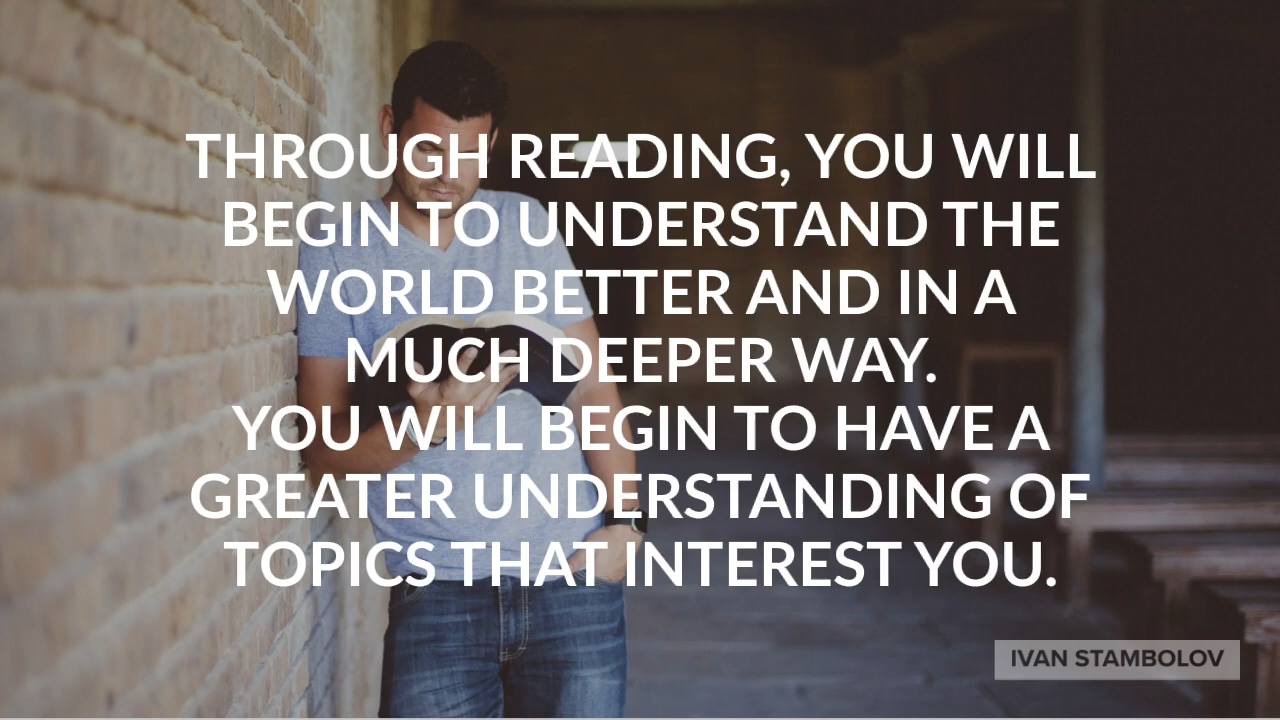 THROUGH READING, YOU WILL
BEGIN TO UNDERSTAND THE
WORLD BETTER AND IN A
MUCH DEEPER WAY.
YOU WILL BEGIN TO HAVE A
GREATER UNDERSTANDING OF
TOPICS THAT INTEREST YOU.
IVAN STAMBOLOV